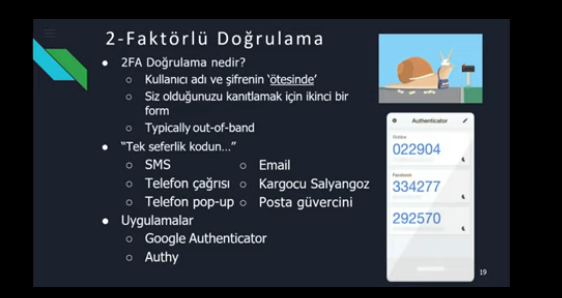 2-Faktörlü Doğrulama
2FA Doğrulama nedir?
Kullanıcı adı ve şifrenin ‘ötesinde’
Siz olduğunuzu kanıtlamak için ikinci bir
form
Typically out-of-band
“Tek seferlik kodun…”
SMS
Telefon çağrısı
Telefon pop-up
Email
Kargocu Salyangoz
Posta güvercini
Uygulamalar
Google Authenticator
Authy
Authenticator
022904
Facebook
334277
292570
19